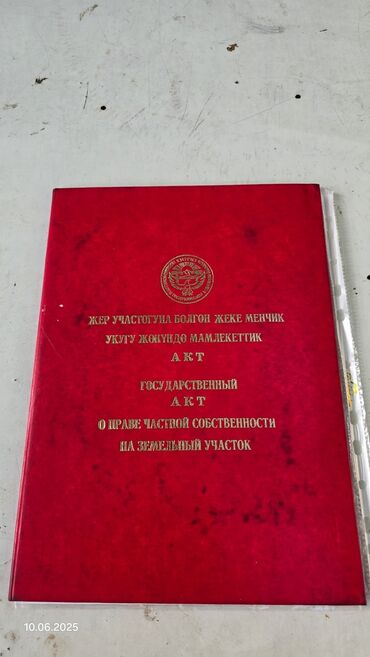 ЖЕР УЧАСТОГУНА БОЛГОН ЖЕКЕ МЕНЧИК
УКУГУ ЖӨНҮНДӨ МАМЛЕКЕТТИК
АКТ
ГОСУДАРСТВЕННЫЙ
АКТ
О ПРАВЕ ЧАСТНОЙ СОБСТВЕННОСТИ
НА ЗЕМЕЛЬНЫЙ УЧАСТОК
10.06.2025